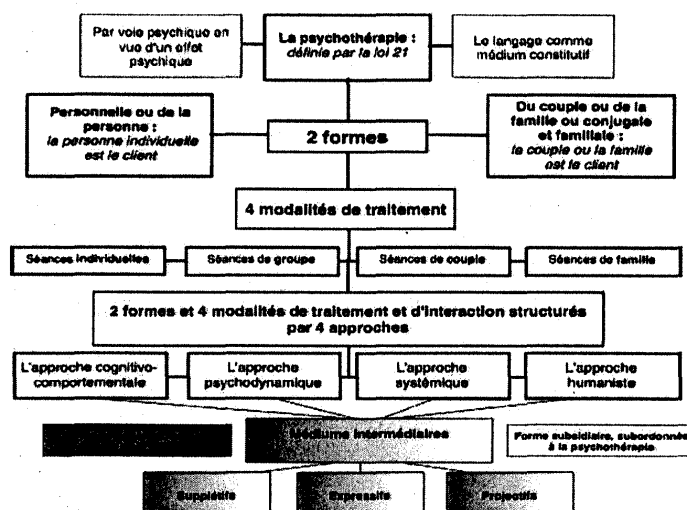 Par voie psychique en
vue d'un effet
psychique
La psychothérapie :
définie par la loi 21
Le langage comme
médium constitutif
Personnelle ou de la
personne :
la personne individuelle
est le client
2 formes
Du couple ou de la
famille ou conjugale
et familiale :
le couple ou la famille
est le client
4 modalités de traitement
Séances individuelles
Séances de groupe
Séances de couple
Séances de famille
2 formes et 4 modalités de traitement et d'interaction structurés
par 4 approches
L'approche cognitivo-
comportementale
L'approche
psychodynamique
L'approche
systémique
L'approche
humaniste
Médiums intermédiaires
Forme subsidiaire, subordonnée
à la psychothérapie
Supplétifs
Expressifs
Projectifs